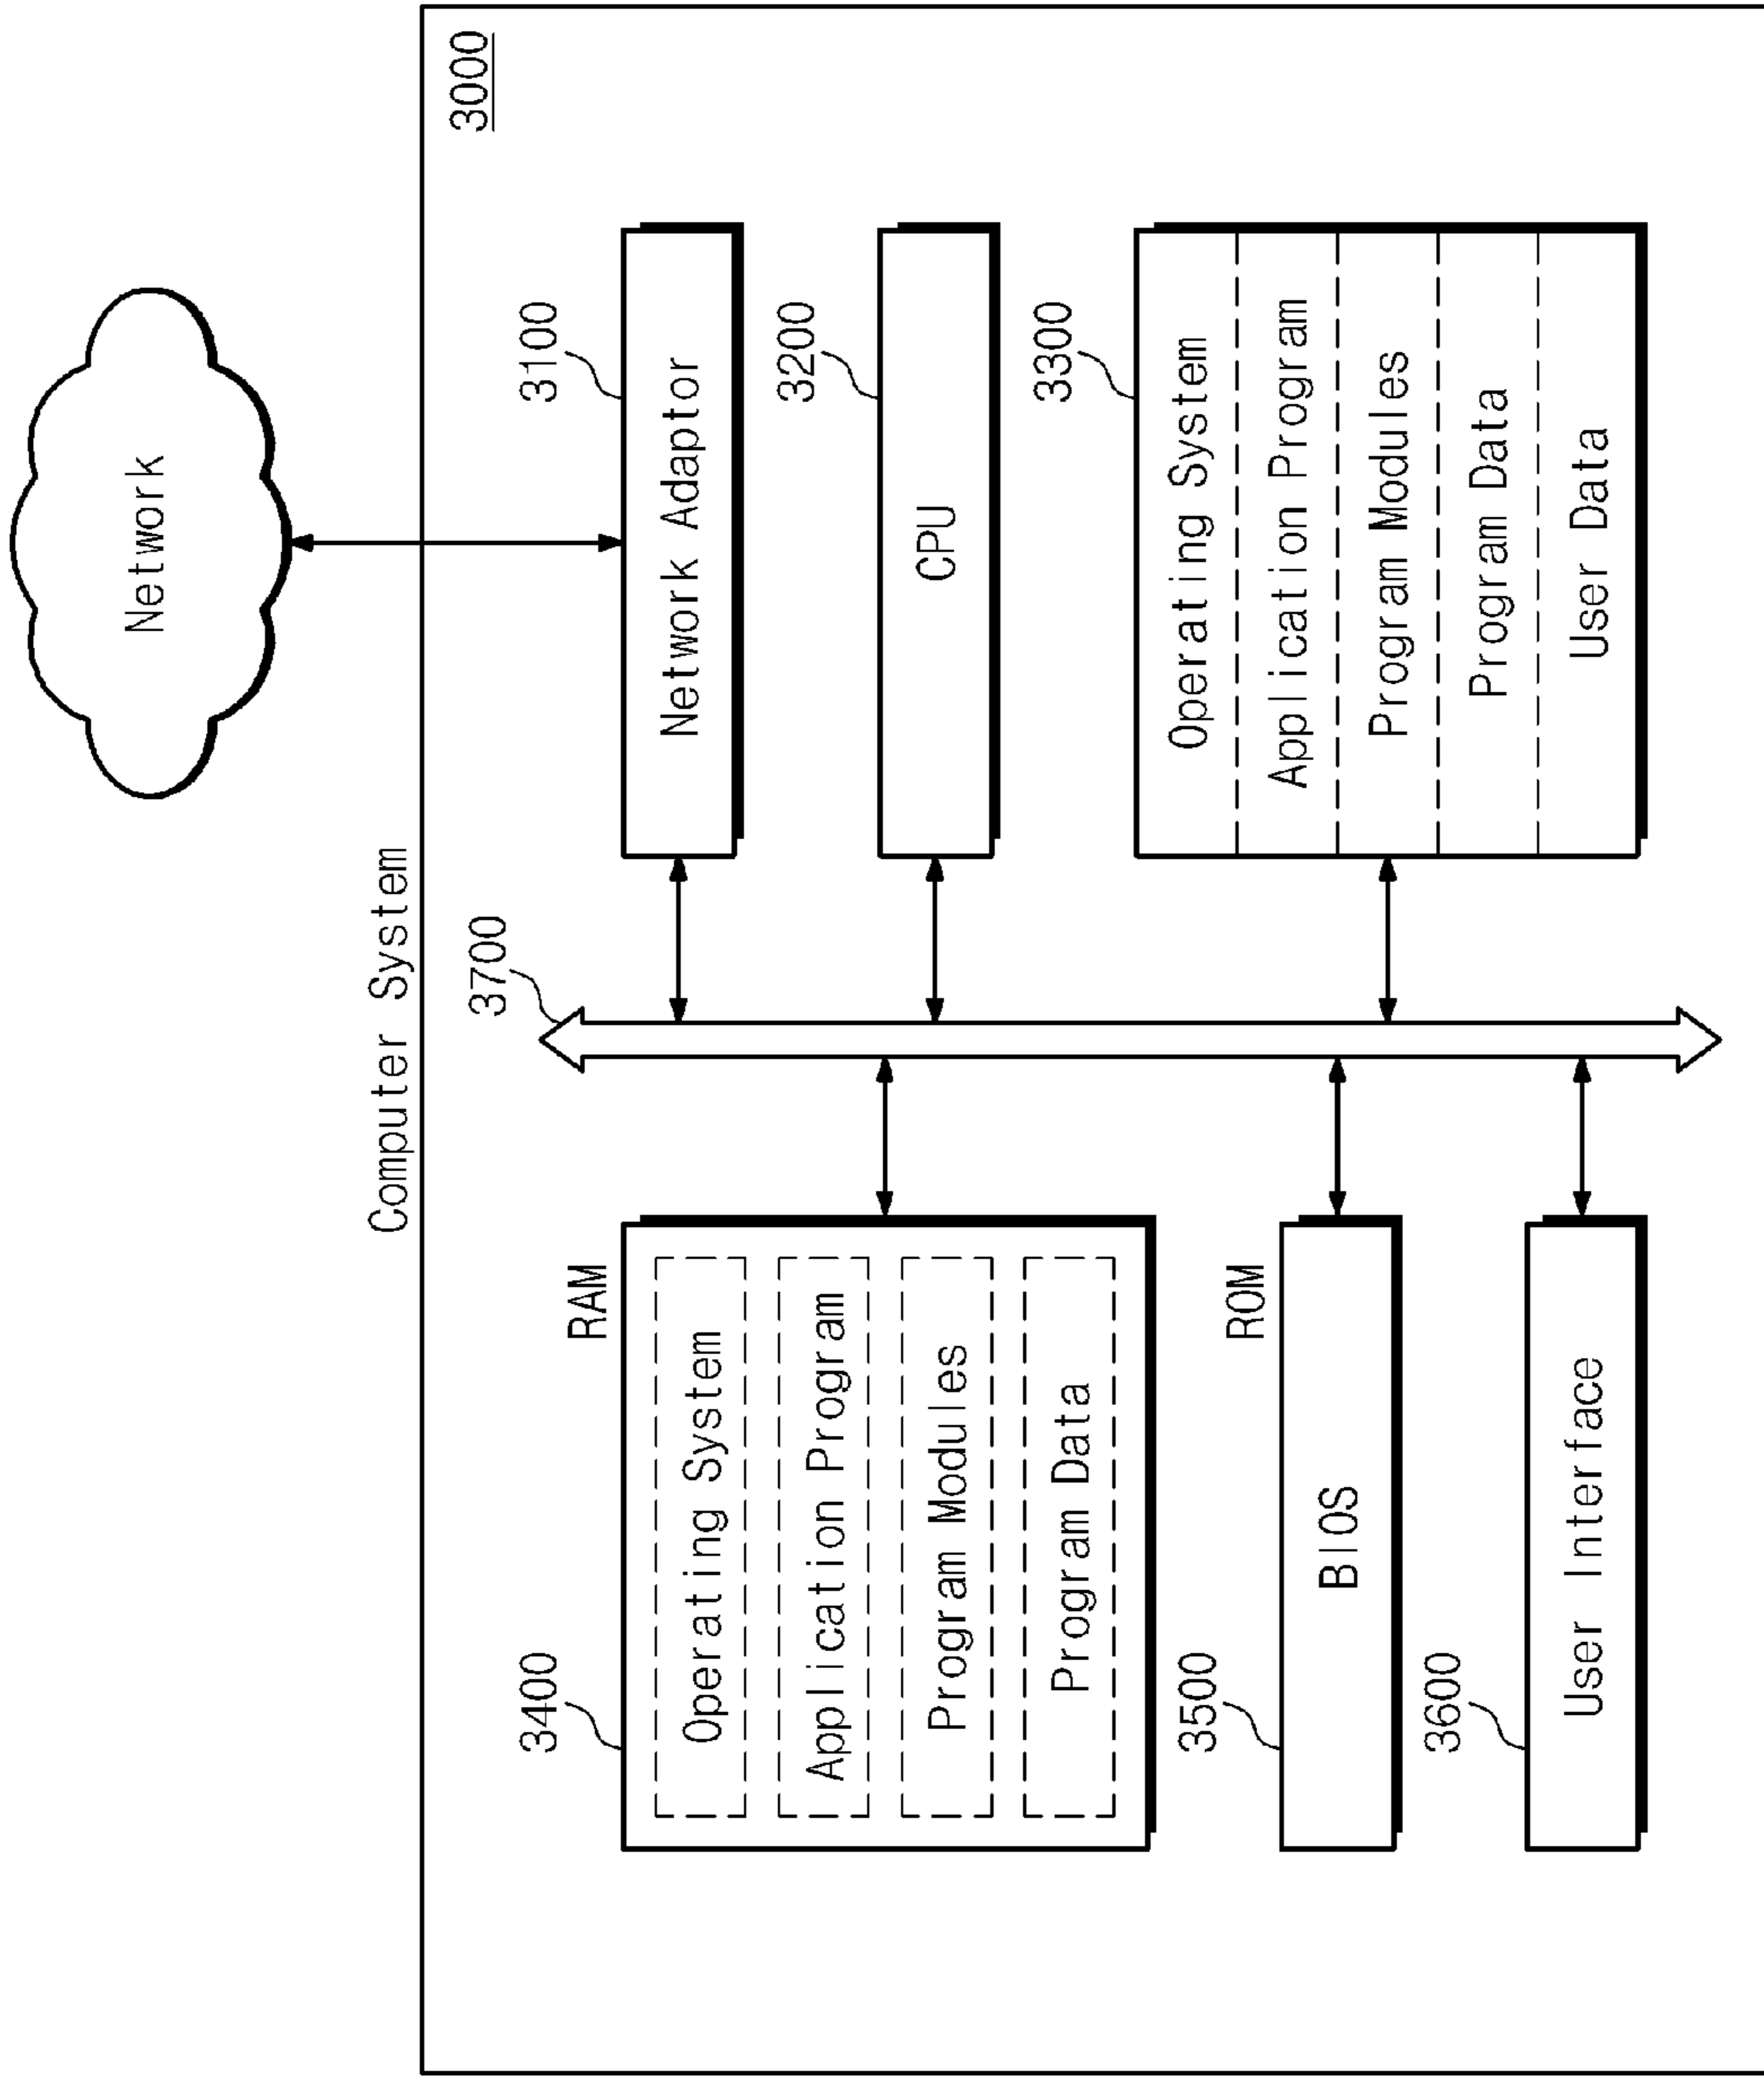 Network
Computer System
3000
3700
3400
RAM
Operating System
Application Program
Program Modules
Program Data
3500
ROM
BIOS
3600
User Interface
3100
Network Adaptor
3200
CPU
3300
Operating System
Application Program
Program Modules
Program Data
User Data